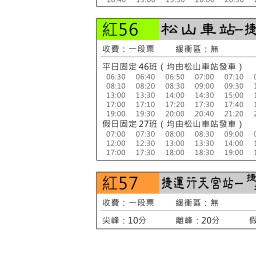 紅56 松山車站-捷
收費：一段票 緩衝區：無
平日固定46班（均由松山車站發車）
06:30 06:40 06:50 07:00 07:10
08:10 08:20 08:30 09:00 09:30
13:00 13:30 14:00 14:30 15:00
17:00 17:10 17:20 17:30 17:40
19:00 19:30 20:00 20:40 21:20
假日固定27班（均由松山車站發車）
07:00 07:30 08:00 08:30 09:00
12:00 12:30 13:00 13:30 14:00
17:00 17:30 18:00 18:30 19:00
紅57 捷運行天宮站-捷
收費：一段票 緩衝區：無
尖峰：10分 離峰：20分